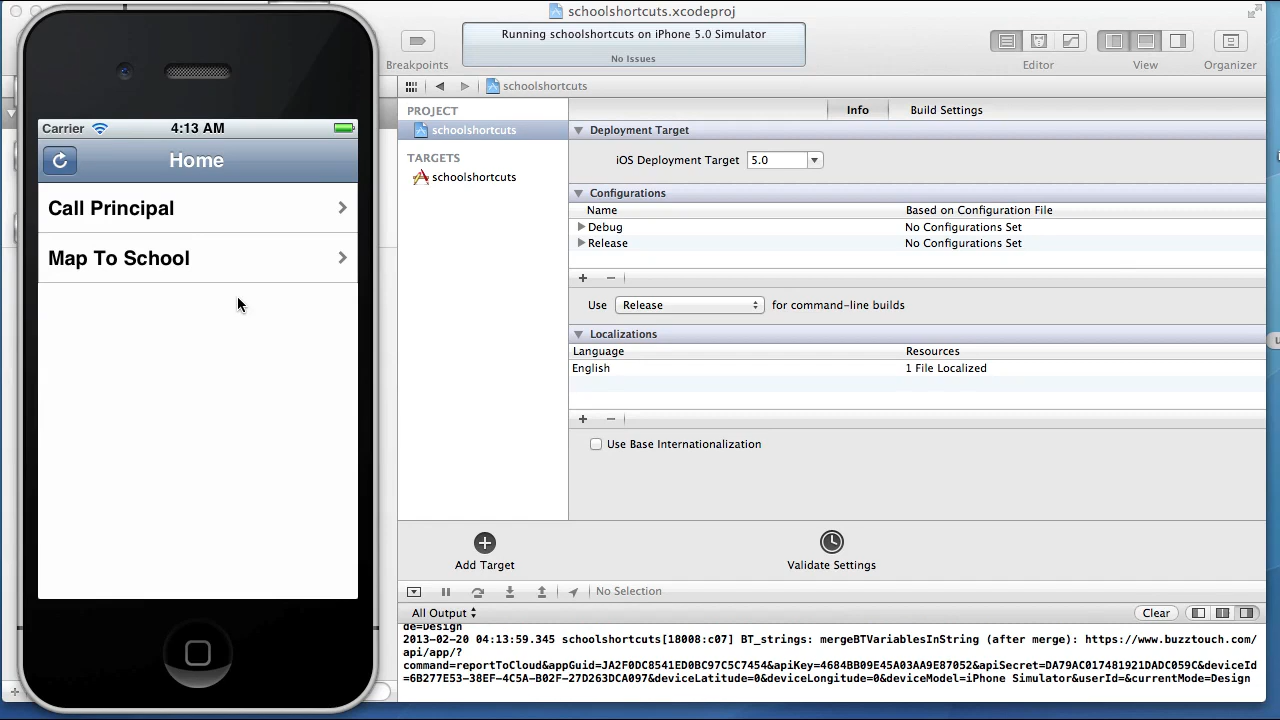 schoolshortcuts.xcodeproj
Running schoolshortcuts on iPhone 5.0 Simulator
No Issues
Breakpoints
Editor
View
Organizer
schoolshortcuts
Carrier
4:13 AM
Home
Call Principal
Map To School
PROJECT
schoolshortcuts
TARGETS
schoolshortcuts
Info
Build Settings
Deployment Target
iOS Deployment Target
5.0
Configurations
Name
Based on Configuration File
Debug
No Configurations Set
Release
No Configurations Set
Use
Release
for command-line builds
Localizations
Language
Resources
English
1 File Localized
Use Base Internationalization
Add Target
Validate Settings
No Selection
All Output
Clear
de=Design
2013-02-20 04:13:59.345 schoolshortcuts[18008:c07] BT_strings: mergeBTVariablesInString (after merge): https://www.buzztouch.com/
api/app/?
command=reportToCloud&appGuid=JA2F0DC8541ED0BC97C5C7454&apiKey=4684BB09E45A03AA9E87052&apiSecret=DA79AC017481921DADC059C&deviceId
=6B277E53-38EF-4C5A-B02F-27D263DCA097&deviceLatitude=0&deviceLongitude=0&deviceModel=iPhone Simulator&userId=&currentMode=Design